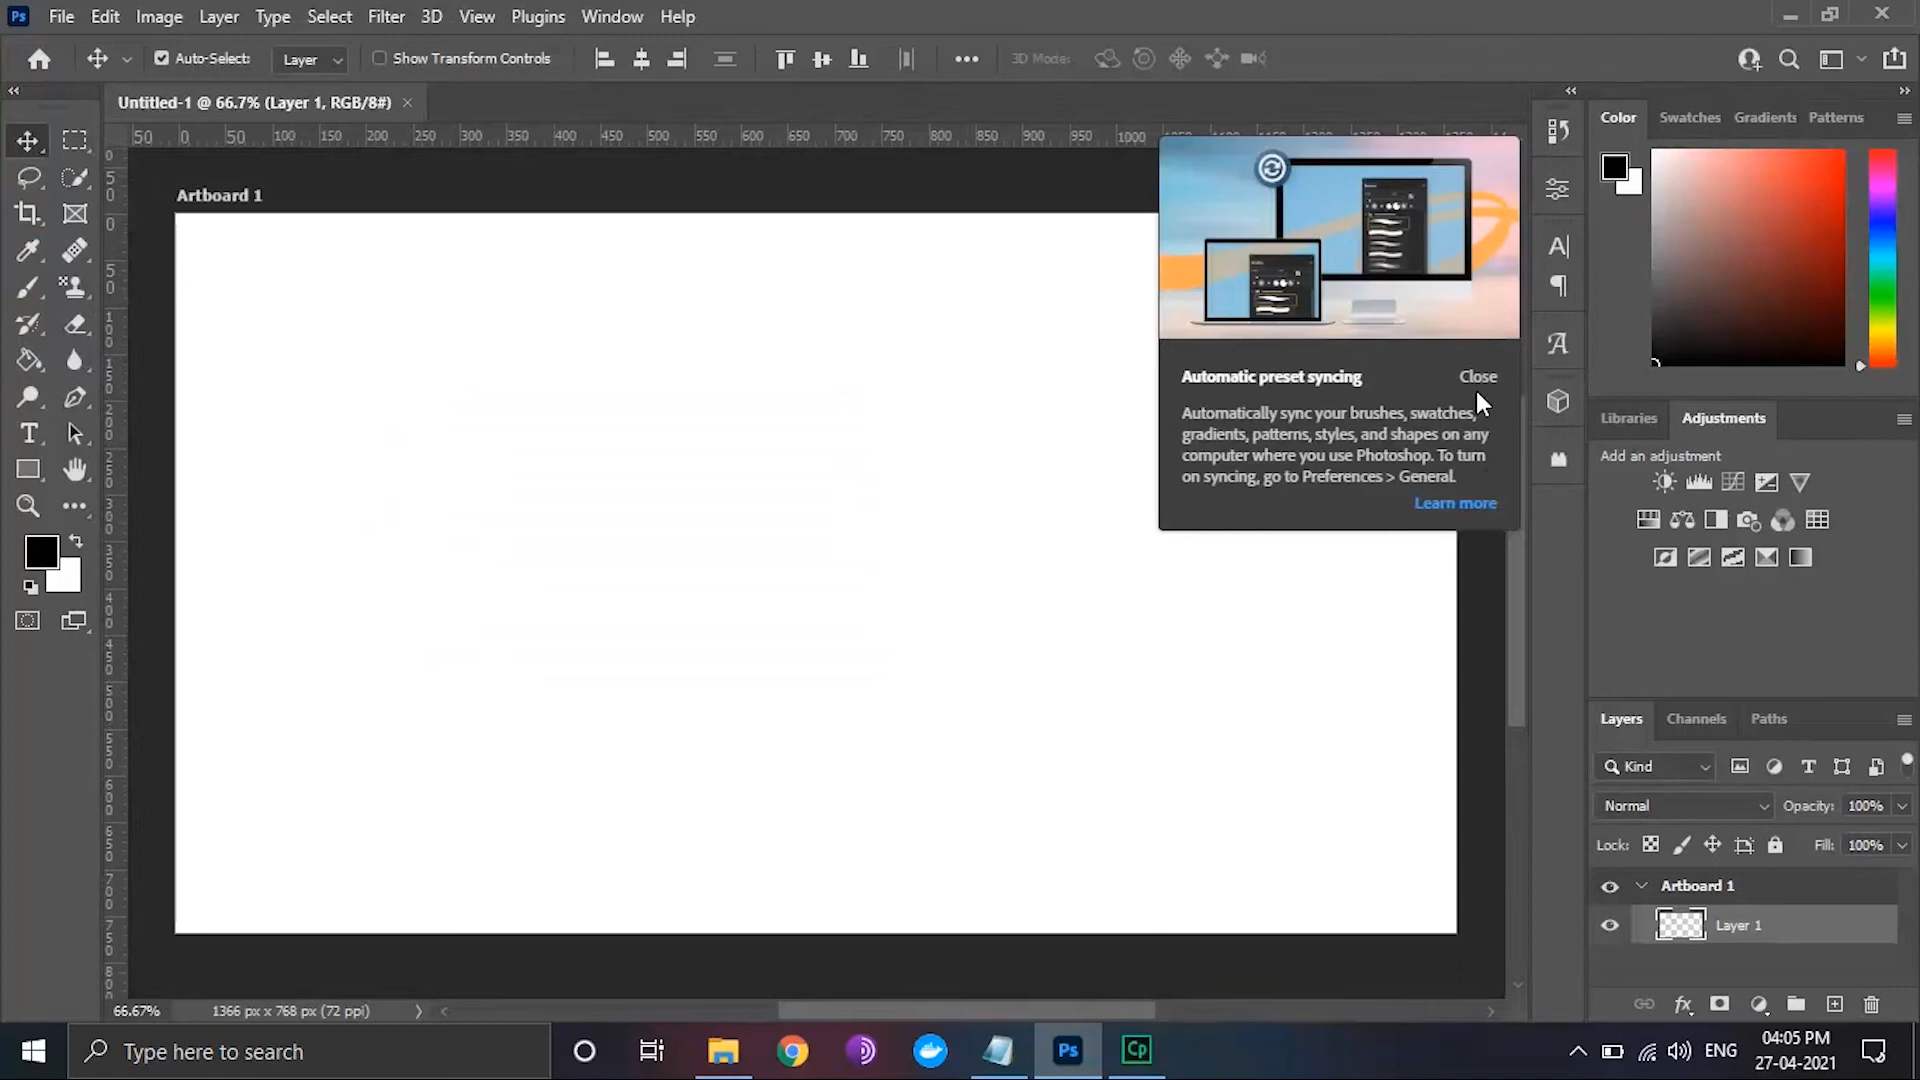 Ps File Edit Image Layer Type Select Filter 3D View Plugins Window Help
Auto-Select: Layer Show Transform Controls 3D Mode:
Untitled-1 @ 66.7% (Layer 1, RGB/8#) ×
50 0 50 100 150 200 250 300 350 400 450 500 550 600 650 700 750 800 850 900 950 1000
Artboard 1
Automatic preset syncing Close
Automatically sync your brushes, swatches,
gradients, patterns, styles, and shapes on any
computer where you use Photoshop. To turn
on syncing, go to Preferences > General.
Learn more
Color Swatches Gradients Patterns
Libraries Adjustments
Add an adjustment
Layers Channels Paths
Kind
Normal Opacity: 100%
Lock: Fill: 100%
Artboard 1
Layer 1
66.67% 1366 px x 768 px (72 ppi)
Type here to search
Ps
Cp
ENG
04:05 PM
27-04-2021